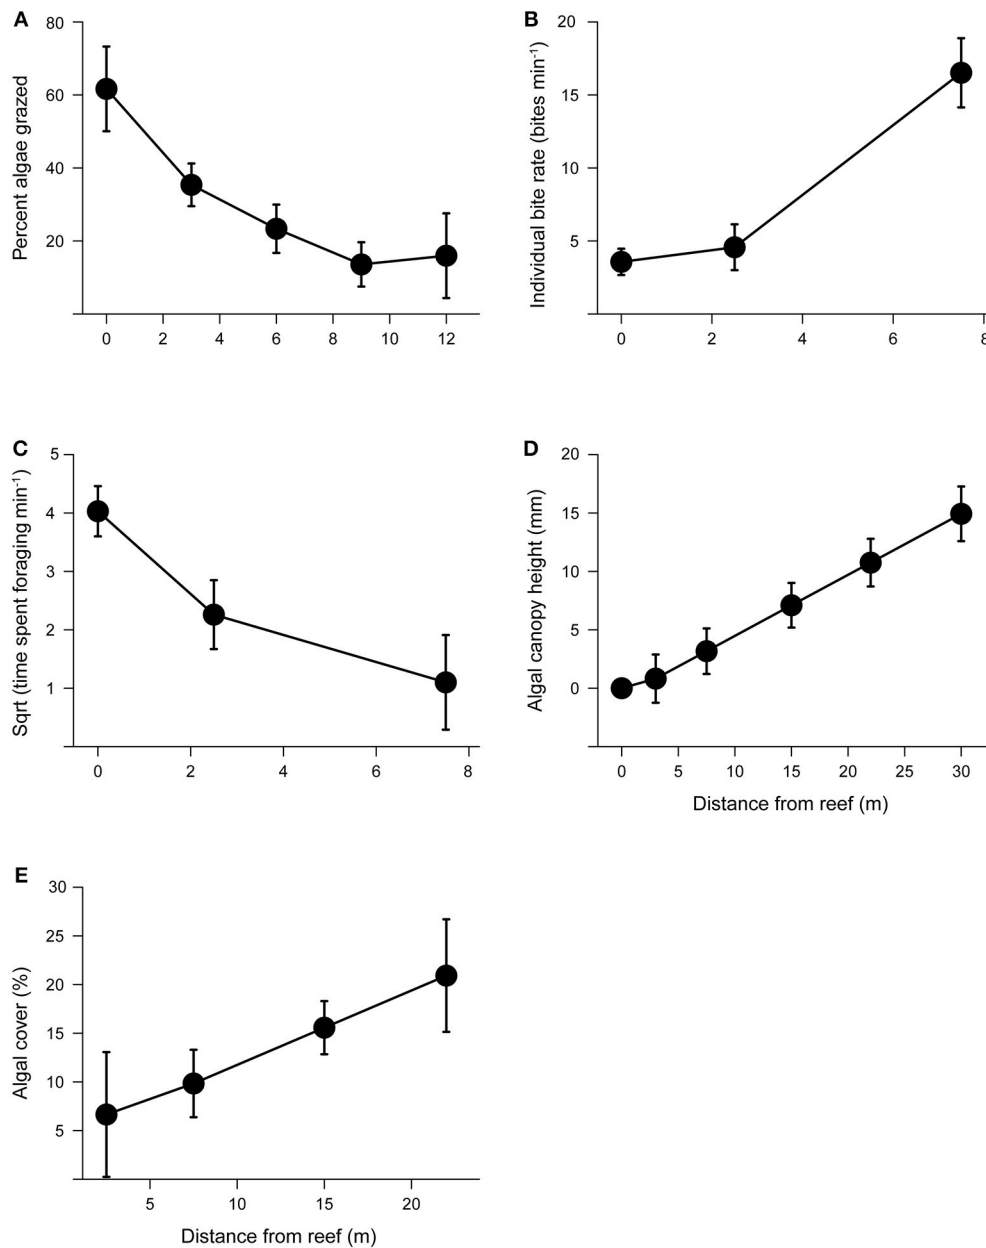 A
Percent algae grazed
80
60
40
20
0 2 4 6 8 10 12
B
Individual bite rate (bites min⁻¹)
20
15
10
5
0 2 4 6 8
C
Sqrt (time spent foraging min⁻¹)
5
4
3
2
1
0 2 4 6 8
D
Algal canopy height (mm)
20
15
10
5
0
0 5 10 15 20 25 30
Distance from reef (m)
E
Algal cover (%)
30
25
20
15
10
5
5 10 15 20
Distance from reef (m)